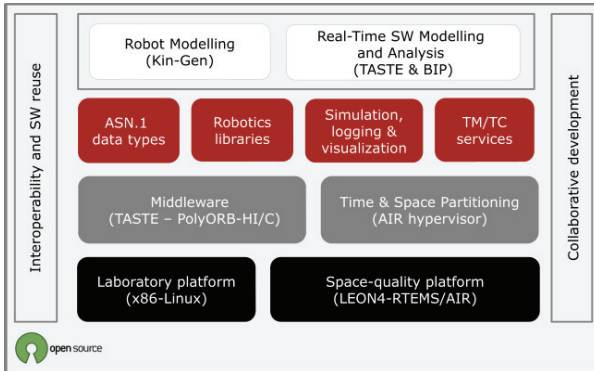 Interoperability and SW reuse
Robot Modelling
(Kin-Gen)
Real-Time SW Modelling
and Analysis
(TASTE & BIP)
ASN.1
data types
Robotics
libraries
Simulation,
logging &
visualization
TM/TC
services
Middleware
(TASTE – PolyORB-HI/C)
Time & Space Partitioning
(AIR hypervisor)
Laboratory platform
(x86-Linux)
Space-quality platform
(LEON4-RTEMS/AIR)
Collaborative development
open source